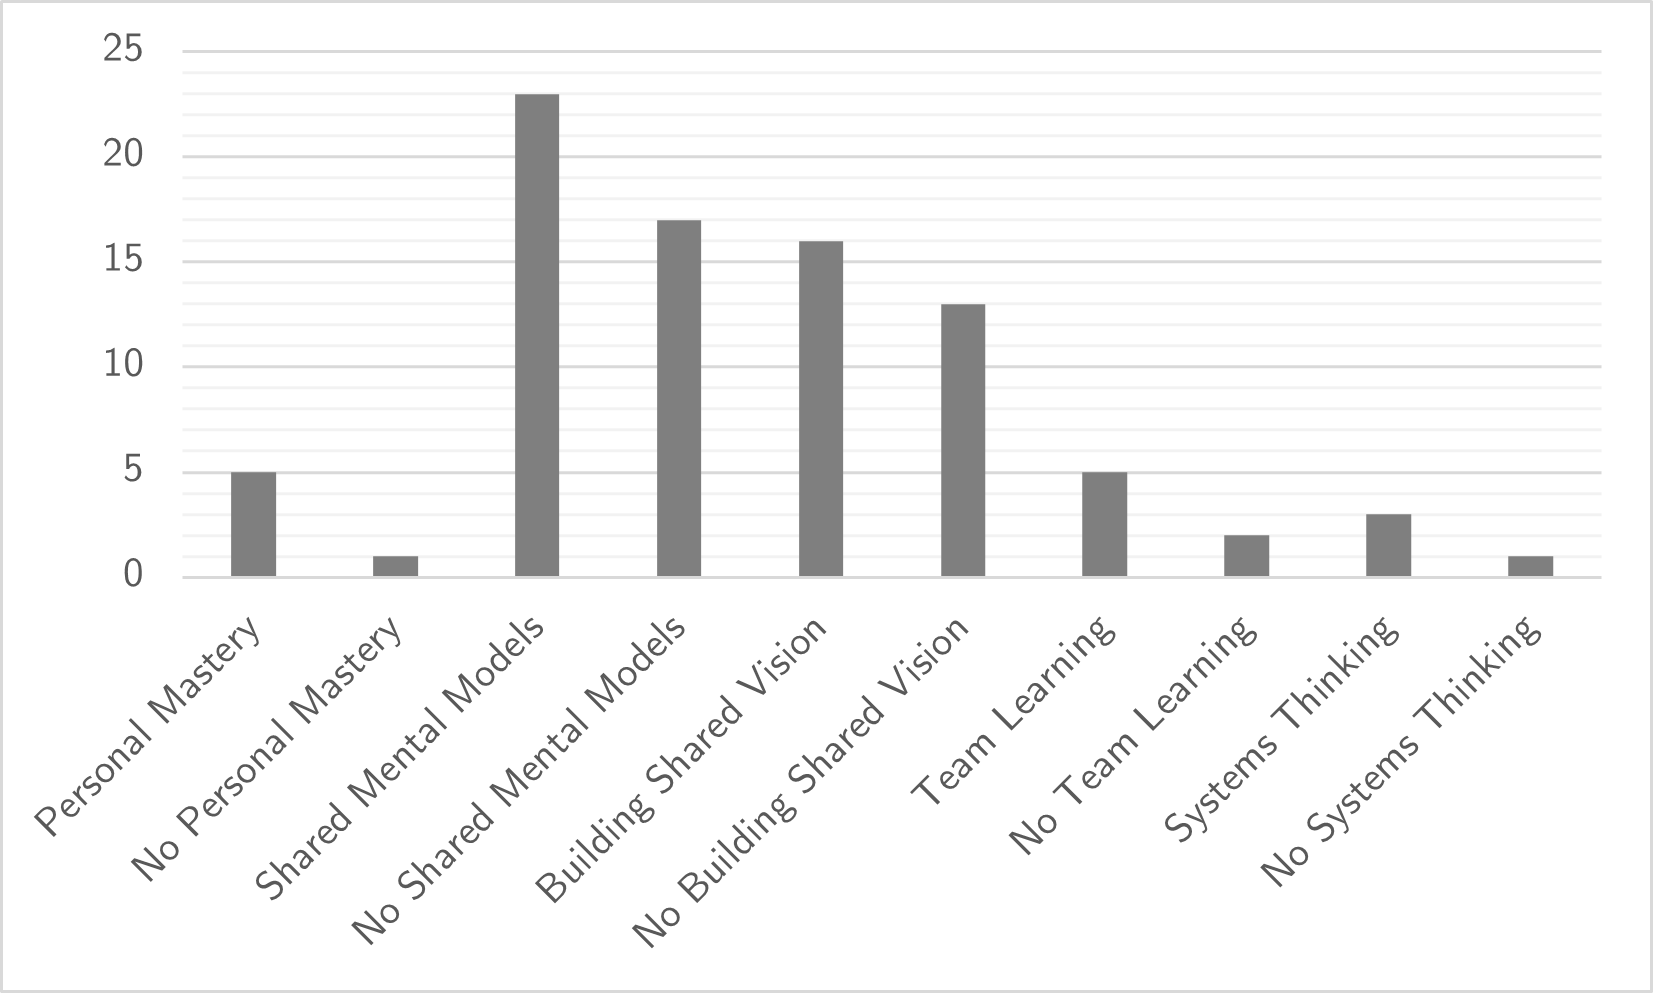 25
20
15
10
5
0
Personal Mastery
No Personal Mastery
Shared Mental Models
No Shared Mental Models
Building Shared Vision
No Building Shared Vision
Team Learning
No Team Learning
Systems Thinking
No Systems Thinking